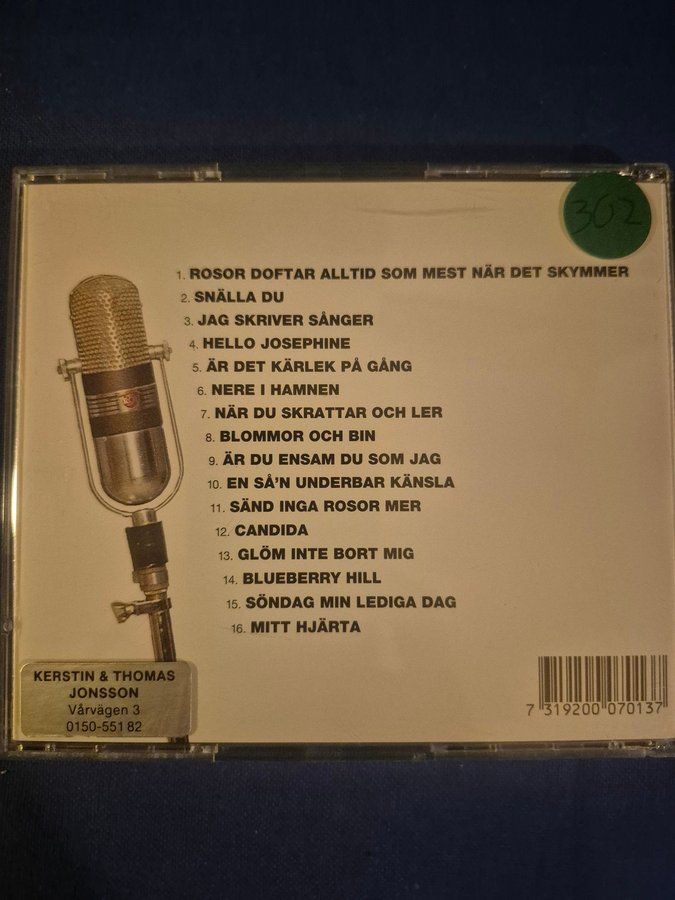 302
1. ROSOR DOFTAR ALLTID SOM MEST NÄR DET SKYMMER
2. SNÄLLA DU
3. JAG SKRIVER SÅNGER
4. HELLO JOSEPHINE
5. ÄR DET KÄRLEK PÅ GÅNG
6. NERE I HAMNEN
7. NÄR DU SKRATTAR OCH LER
8. BLOMMOR OCH BIN
9. ÄR DU ENSAM DU SOM JAG
10. EN SÅ'N UNDERBAR KÄNSLA
11. SÄND INGA ROSOR MER
12. CANDIDA
13. GLÖM INTE BORT MIG
14. BLUEBERRY HILL
15. SÖNDAG MIN LEDIGA DAG
16. MITT HJÄRTA
KERSTIN & THOMAS
JONSSON
Vårvägen 3
0150-551 82
7 319200 070137